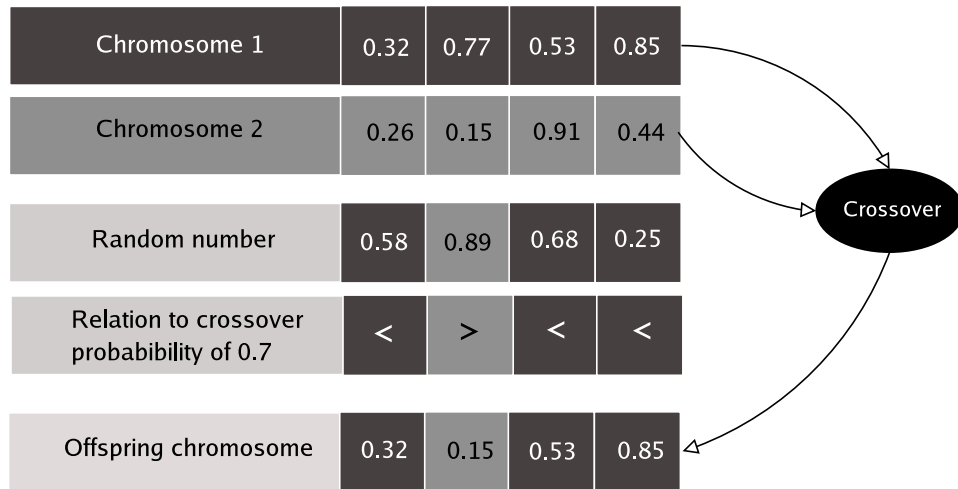 Chromosome 1 0.32 0.77 0.53 0.85
Chromosome 2 0.26 0.15 0.91 0.44
Crossover
Random number 0.58 0.89 0.68 0.25
Relation to crossover
probabibility of 0.7 < > < <
Offspring chromosome 0.32 0.15 0.53 0.85